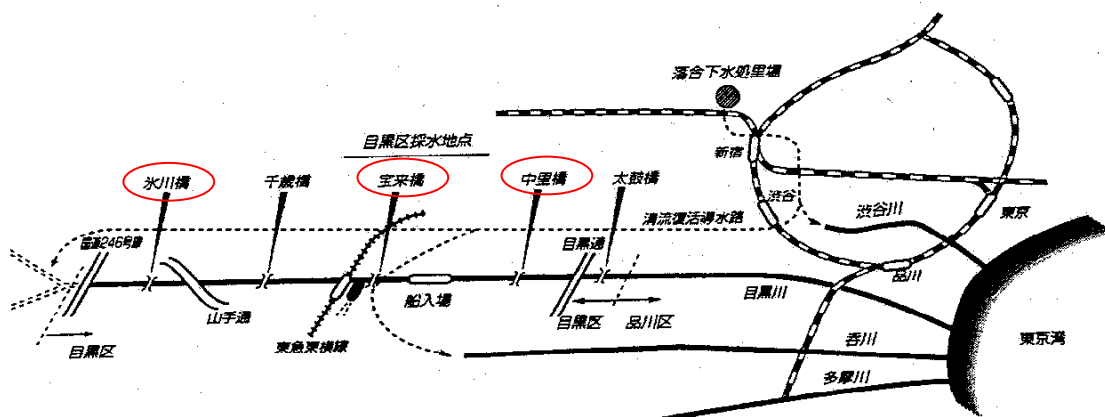 落合下水処理場
目黒区採水地点
新宿
氷川橋
千歳橋
宝来橋
中里橋
太鼓橋
渋谷
渋谷川
東京
清流復活導水路
国道246号線
目黒通
品川
船入場
目黒川
山手通
目黒区
品川区
東京湾
目黒区
東急東横線
呑川
多摩川